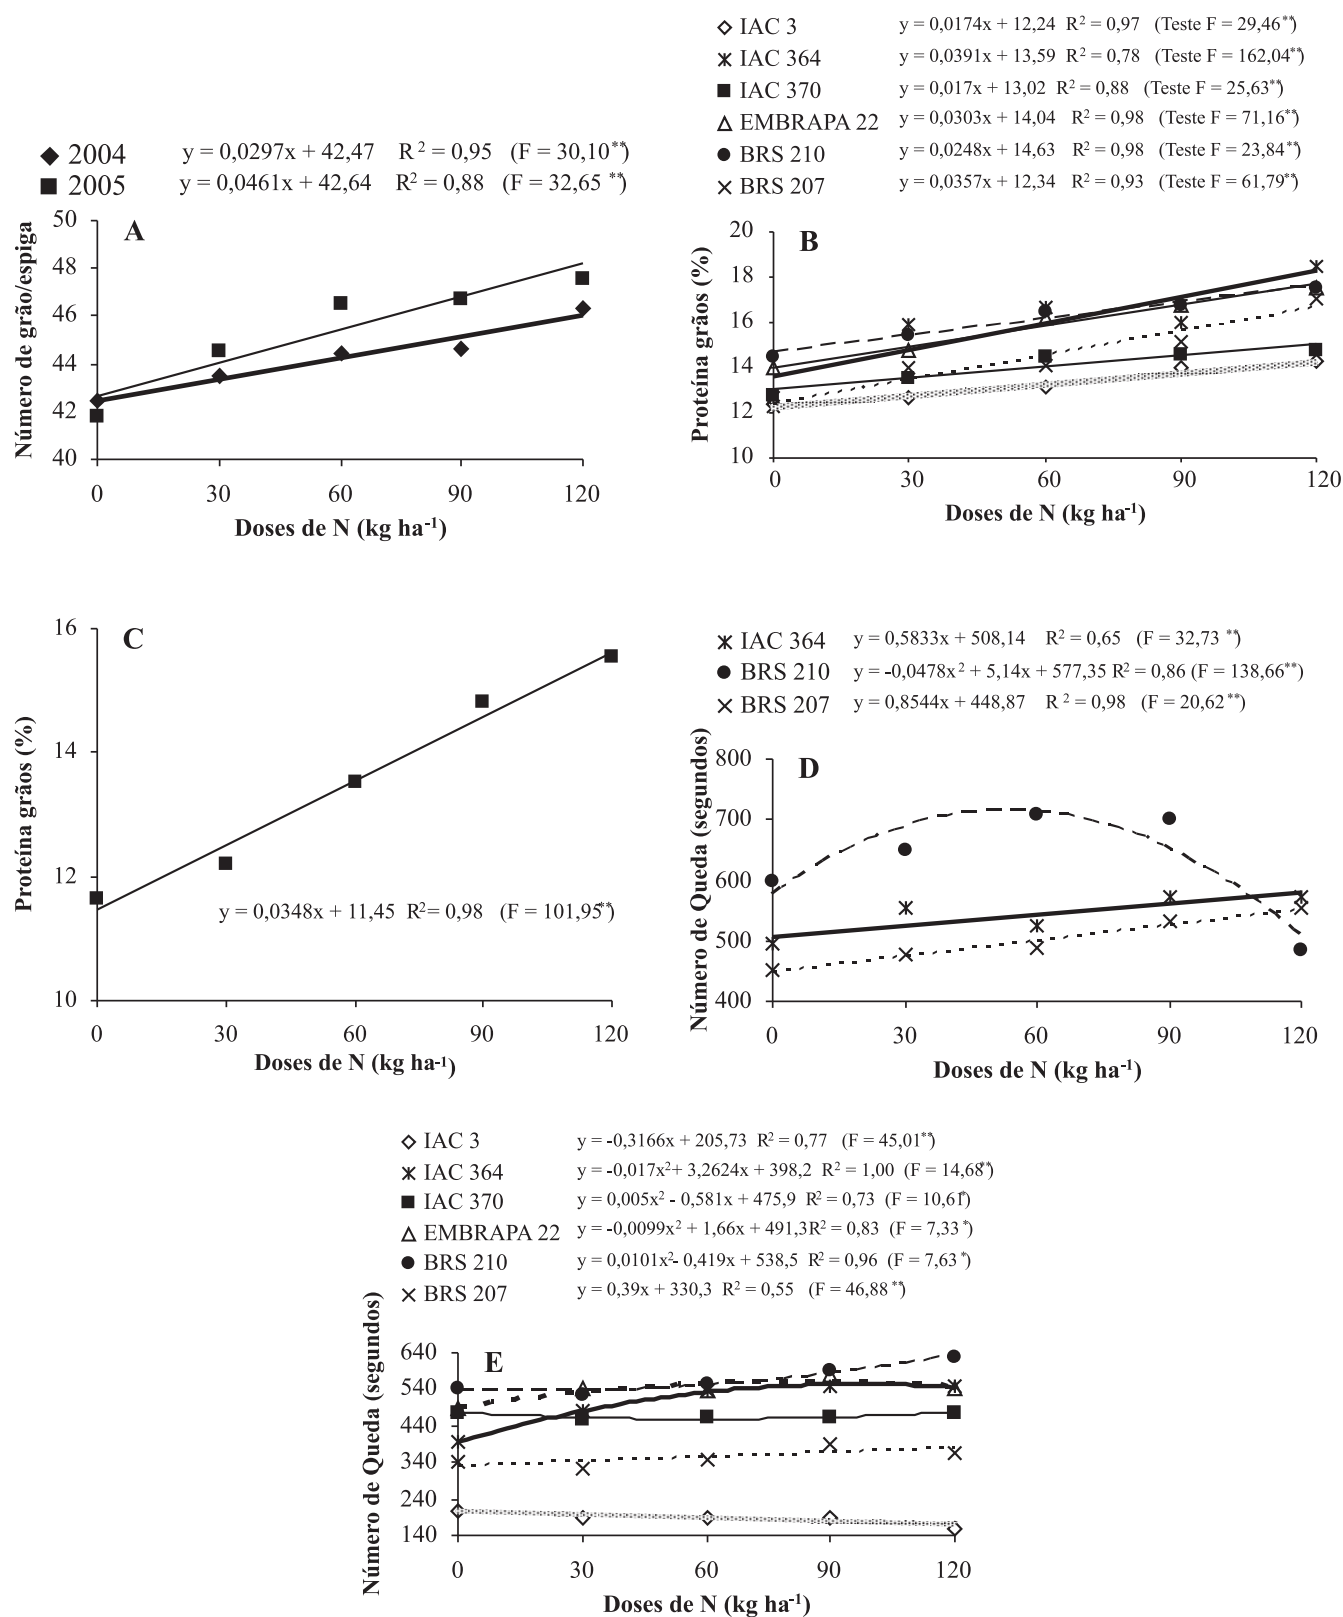 2004 y = 0,0297x + 42,47 R² = 0,95 (F = 30,10**)
2005 y = 0,0461x + 42,64 R² = 0,88 (F = 32,65 **)
A
Número de grão/espiga
50
48
46
44
42
40
0 30 60 90 120
Doses de N (kg ha⁻¹)
IAC 3 y = 0,0174x + 12,24 R² = 0,97 (Teste F = 29,46**)
IAC 364 y = 0,0391x + 13,59 R² = 0,78 (Teste F = 162,04**)
IAC 370 y = 0,017x + 13,02 R² = 0,88 (Teste F = 25,63**)
EMBRAPA 22 y = 0,0303x + 14,04 R² = 0,98 (Teste F = 71,16**)
BRS 210 y = 0,0248x + 14,63 R² = 0,98 (Teste F = 23,84**)
BRS 207 y = 0,0357x + 12,34 R² = 0,93 (Teste F = 61,79**)
B
Proteína grãos (%)
20
18
16
14
12
10
0 30 60 90 120
Doses de N (kg ha⁻¹)
C
Proteína grãos (%)
16
14
12
10
y = 0,0348x + 11,45 R²= 0,98 (F = 101,95**)
0 30 60 90 120
Doses de N (kg ha⁻¹)
IAC 364 y = 0,5833x + 508,14 R² = 0,65 (F = 32,73 **)
BRS 210 y = -0,0478x² + 5,14x + 577,35 R² = 0,86 (F = 138,66**)
BRS 207 y = 0,8544x + 448,87 R² = 0,98 (F = 20,62**)
D
Número de Queda (segundos)
800
700
600
500
400
0 30 60 90 120
Doses de N (kg ha⁻¹)
IAC 3 y = -0,3166x + 205,73 R² = 0,77 (F = 45,01**)
IAC 364 y = -0,017x²+ 3,2624x + 398,2 R² = 1,00 (F = 14,68**)
IAC 370 y = 0,005x² - 0,581x + 475,9 R² = 0,73 (F = 10,61*)
EMBRAPA 22 y = -0,0099x² + 1,66x + 491,3R² = 0,83 (F = 7,33*)
BRS 210 y = 0,0101x²- 0,419x + 538,5 R² = 0,96 (F = 7,63*)
BRS 207 y = 0,39x + 330,3 R² = 0,55 (F = 46,88**)
E
Número de Queda (segundos)
640
540
440
340
240
140
0 30 60 90 120
Doses de N (kg ha⁻¹)